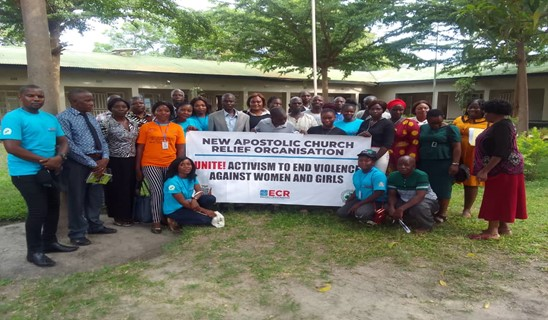 NEW APOSTOLIC CHURCH
RELIEF ORGANISATION
UNITE! ACTIVISM TO END VIOLENCE
AGAINST WOMEN AND GIRLS
ECR